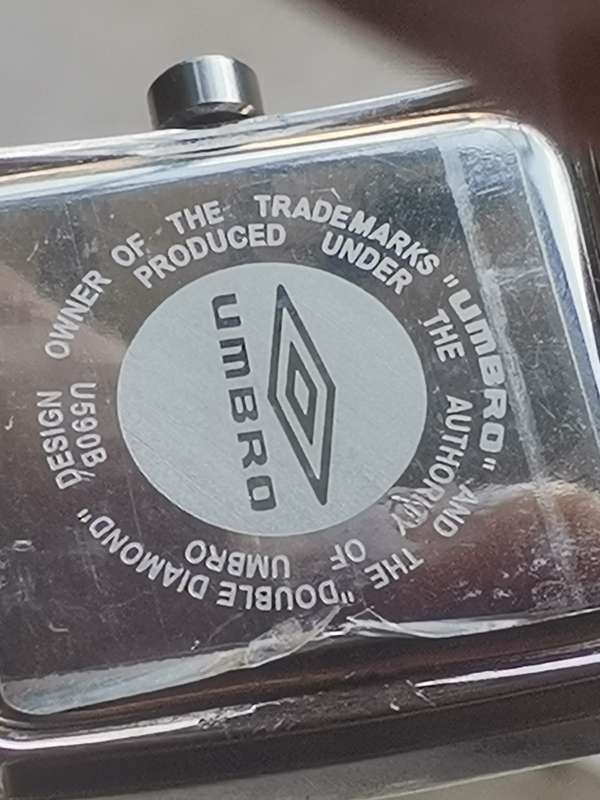 OWNER OF THE TRADEMARKS "UMBRO" AND THE "DOUBLE DIAMOND" DESIGN
PRODUCED UNDER THE AUTHORITY OF UMBRO
U590B
UMBRO